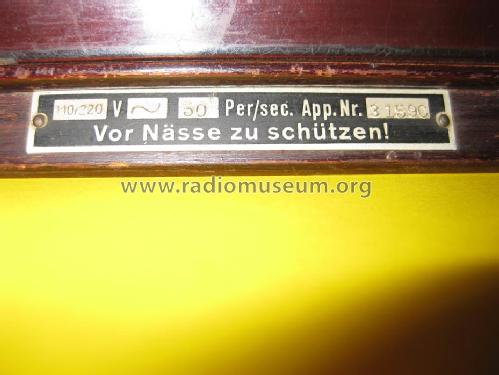 110/220 V ~ 50 Per/sec. App.Nr. 31590
Vor Nässe zu schützen!
www.radiomuseum.org